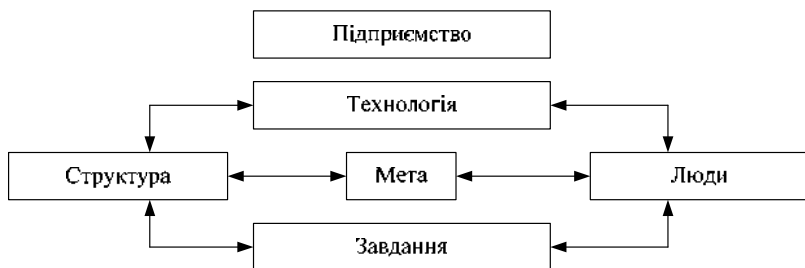 Підприємство
Технологія
Структура
Мета
Люди
Завдання